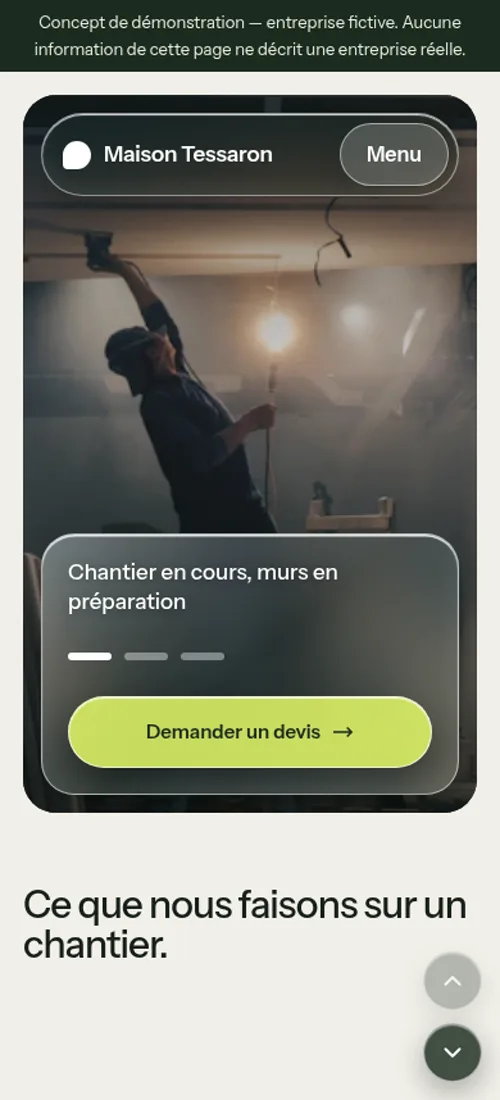 Concept de démonstration — entreprise fictive. Aucune
information de cette page ne décrit une entreprise réelle.
Maison Tessaron
Menu
Chantier en cours, murs en
préparation
Demander un devis →
Ce que nous faisons sur un
chantier.